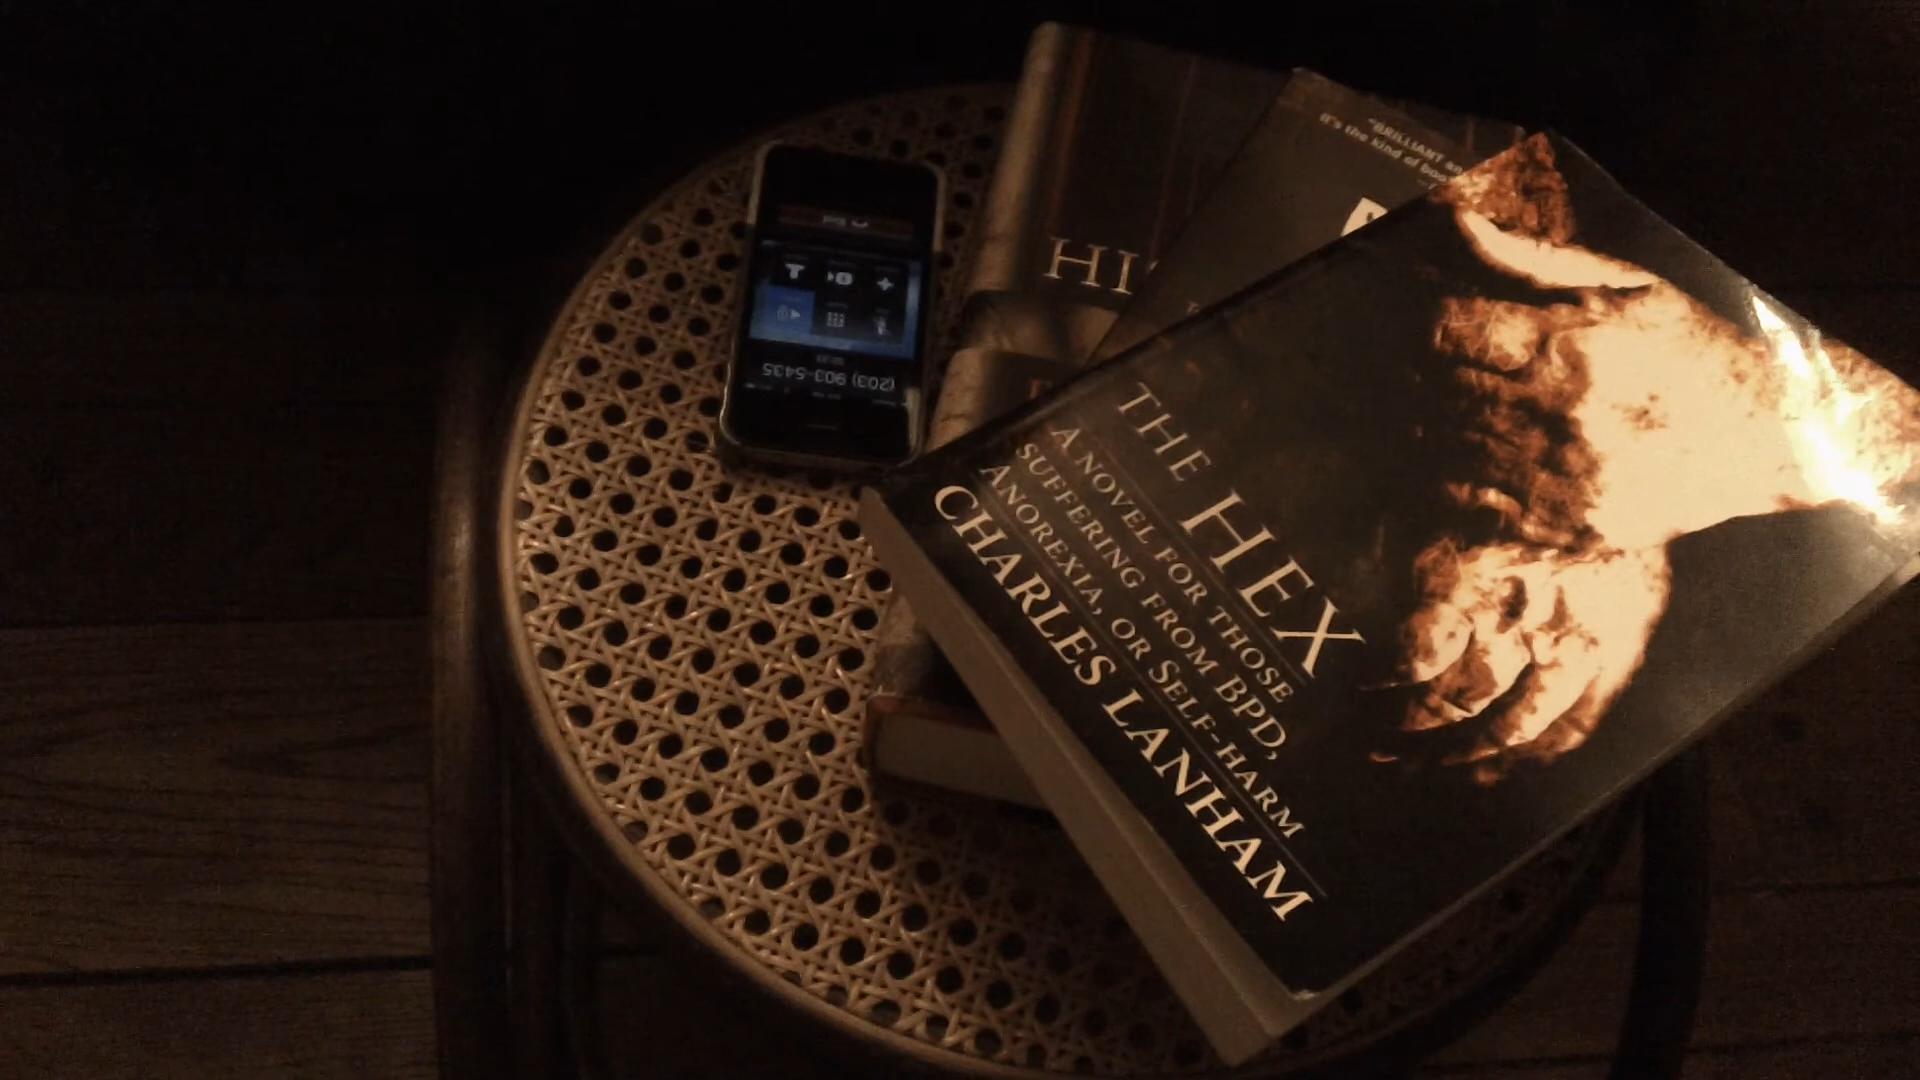 "BRILLIANT
It's the kind of
HI
THE HEX
A NOVEL FOR THOSE
SUFFERING FROM BPD,
ANOREXIA, OR SELF-HARM
CHARLES LANHAM
(203) 903-5435